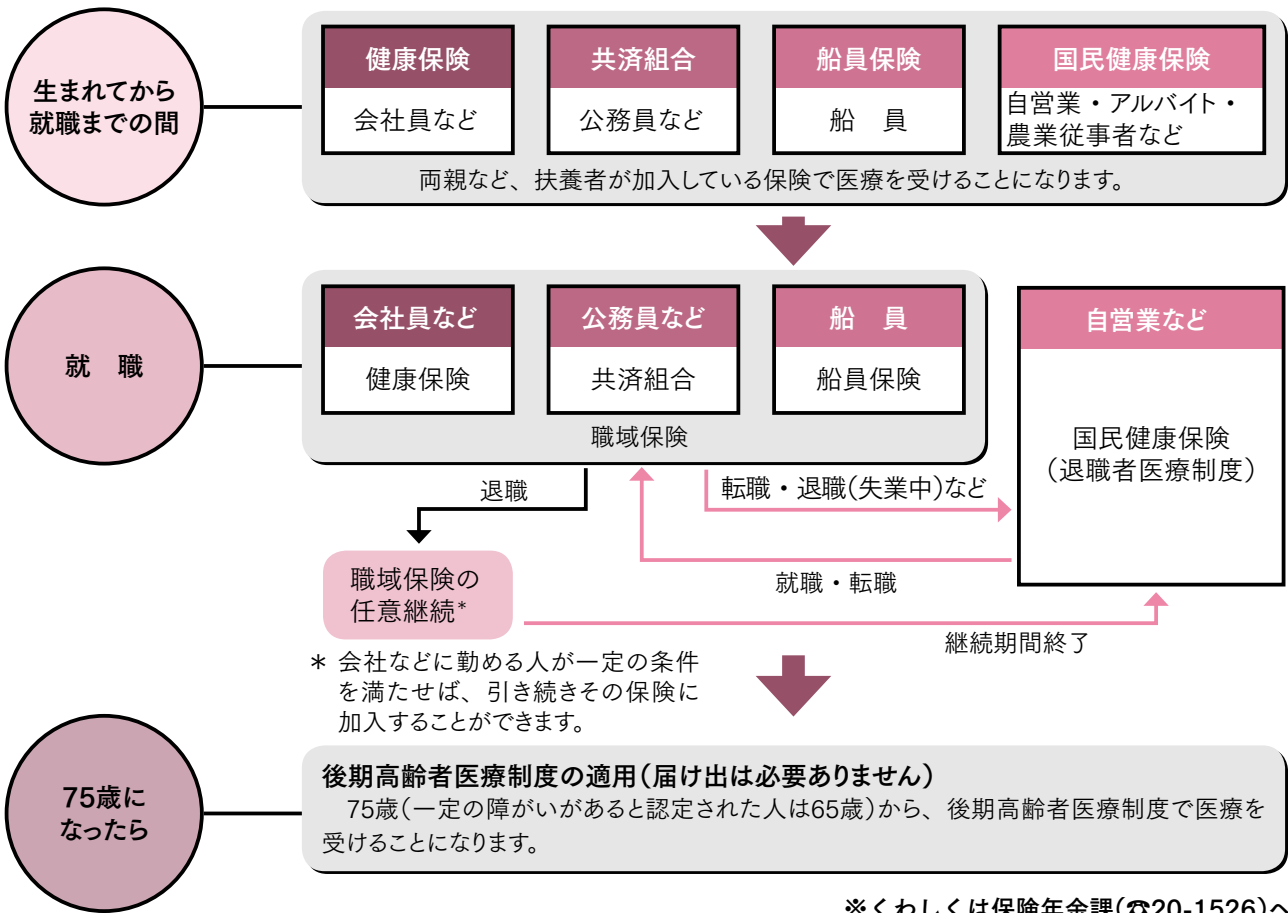 生まれてから
就職までの間
健康保険
会社員など
共済組合
公務員など
船員保険
船　員
国民健康保険
自営業・アルバイト・
農業従事者など
両親など、扶養者が加入している保険で医療を受けることになります。
就　職
会社員など
健康保険
公務員など
共済組合
船　員
船員保険
職域保険
自営業など
国民健康保険
（退職者医療制度）
退職
転職・退職（失業中）など
就職・転職
職域保険の
任意継続*
継続期間終了
＊ 会社などに勤める人が一定の条件
を満たせば、引き続きその保険に
加入することができます。
75歳に
なったら
後期高齢者医療制度の適用（届け出は必要ありません）
　75歳（一定の障がいがあると認定された人は65歳）から、後期高齢者医療制度で医療を
受けることになります。
※くわしくは保険年金課（☎20-1526）へ